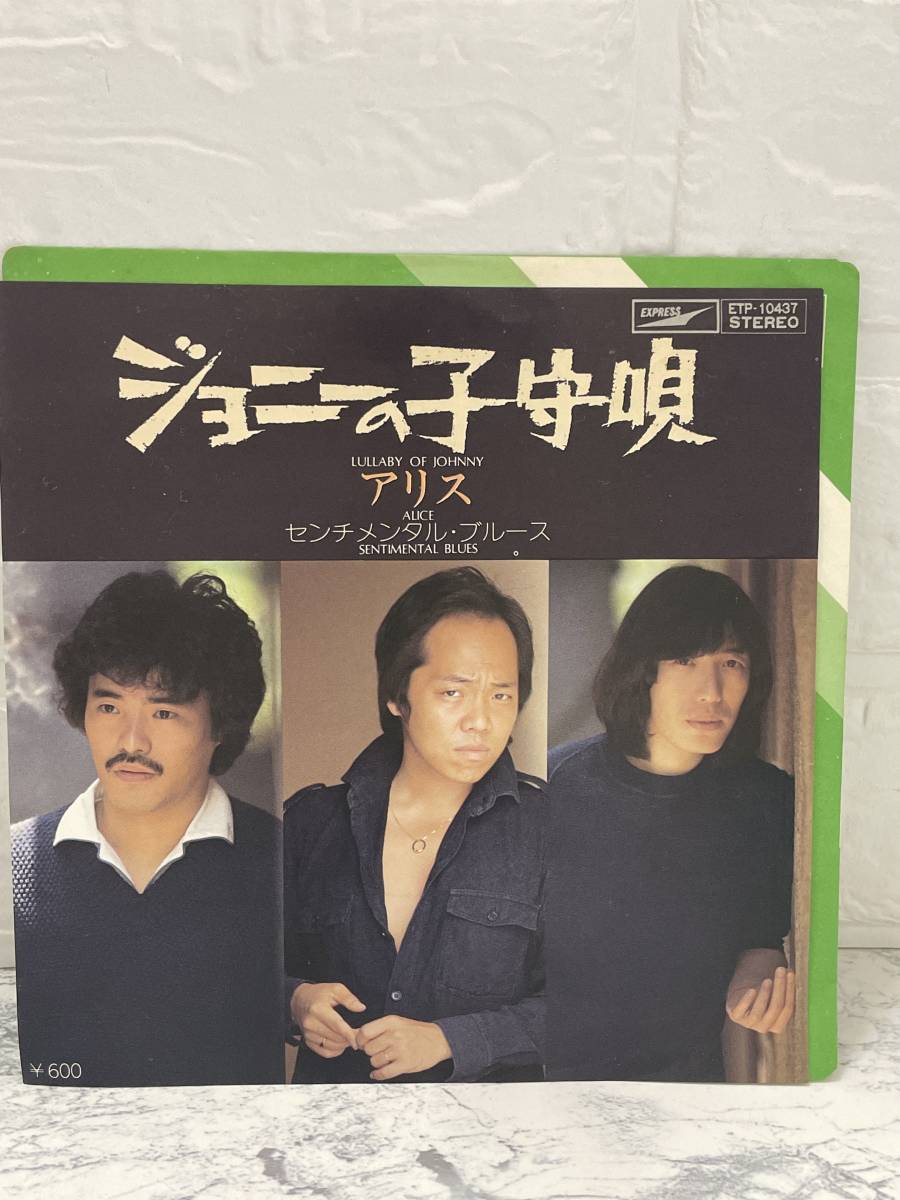 EXPRESS
ETP-10437
STEREO
ジョニーの子守唄
LULLABY OF JOHNNY
アリス
ALICE
センチメンタル・ブルース
SENTIMENTAL BLUES
¥600